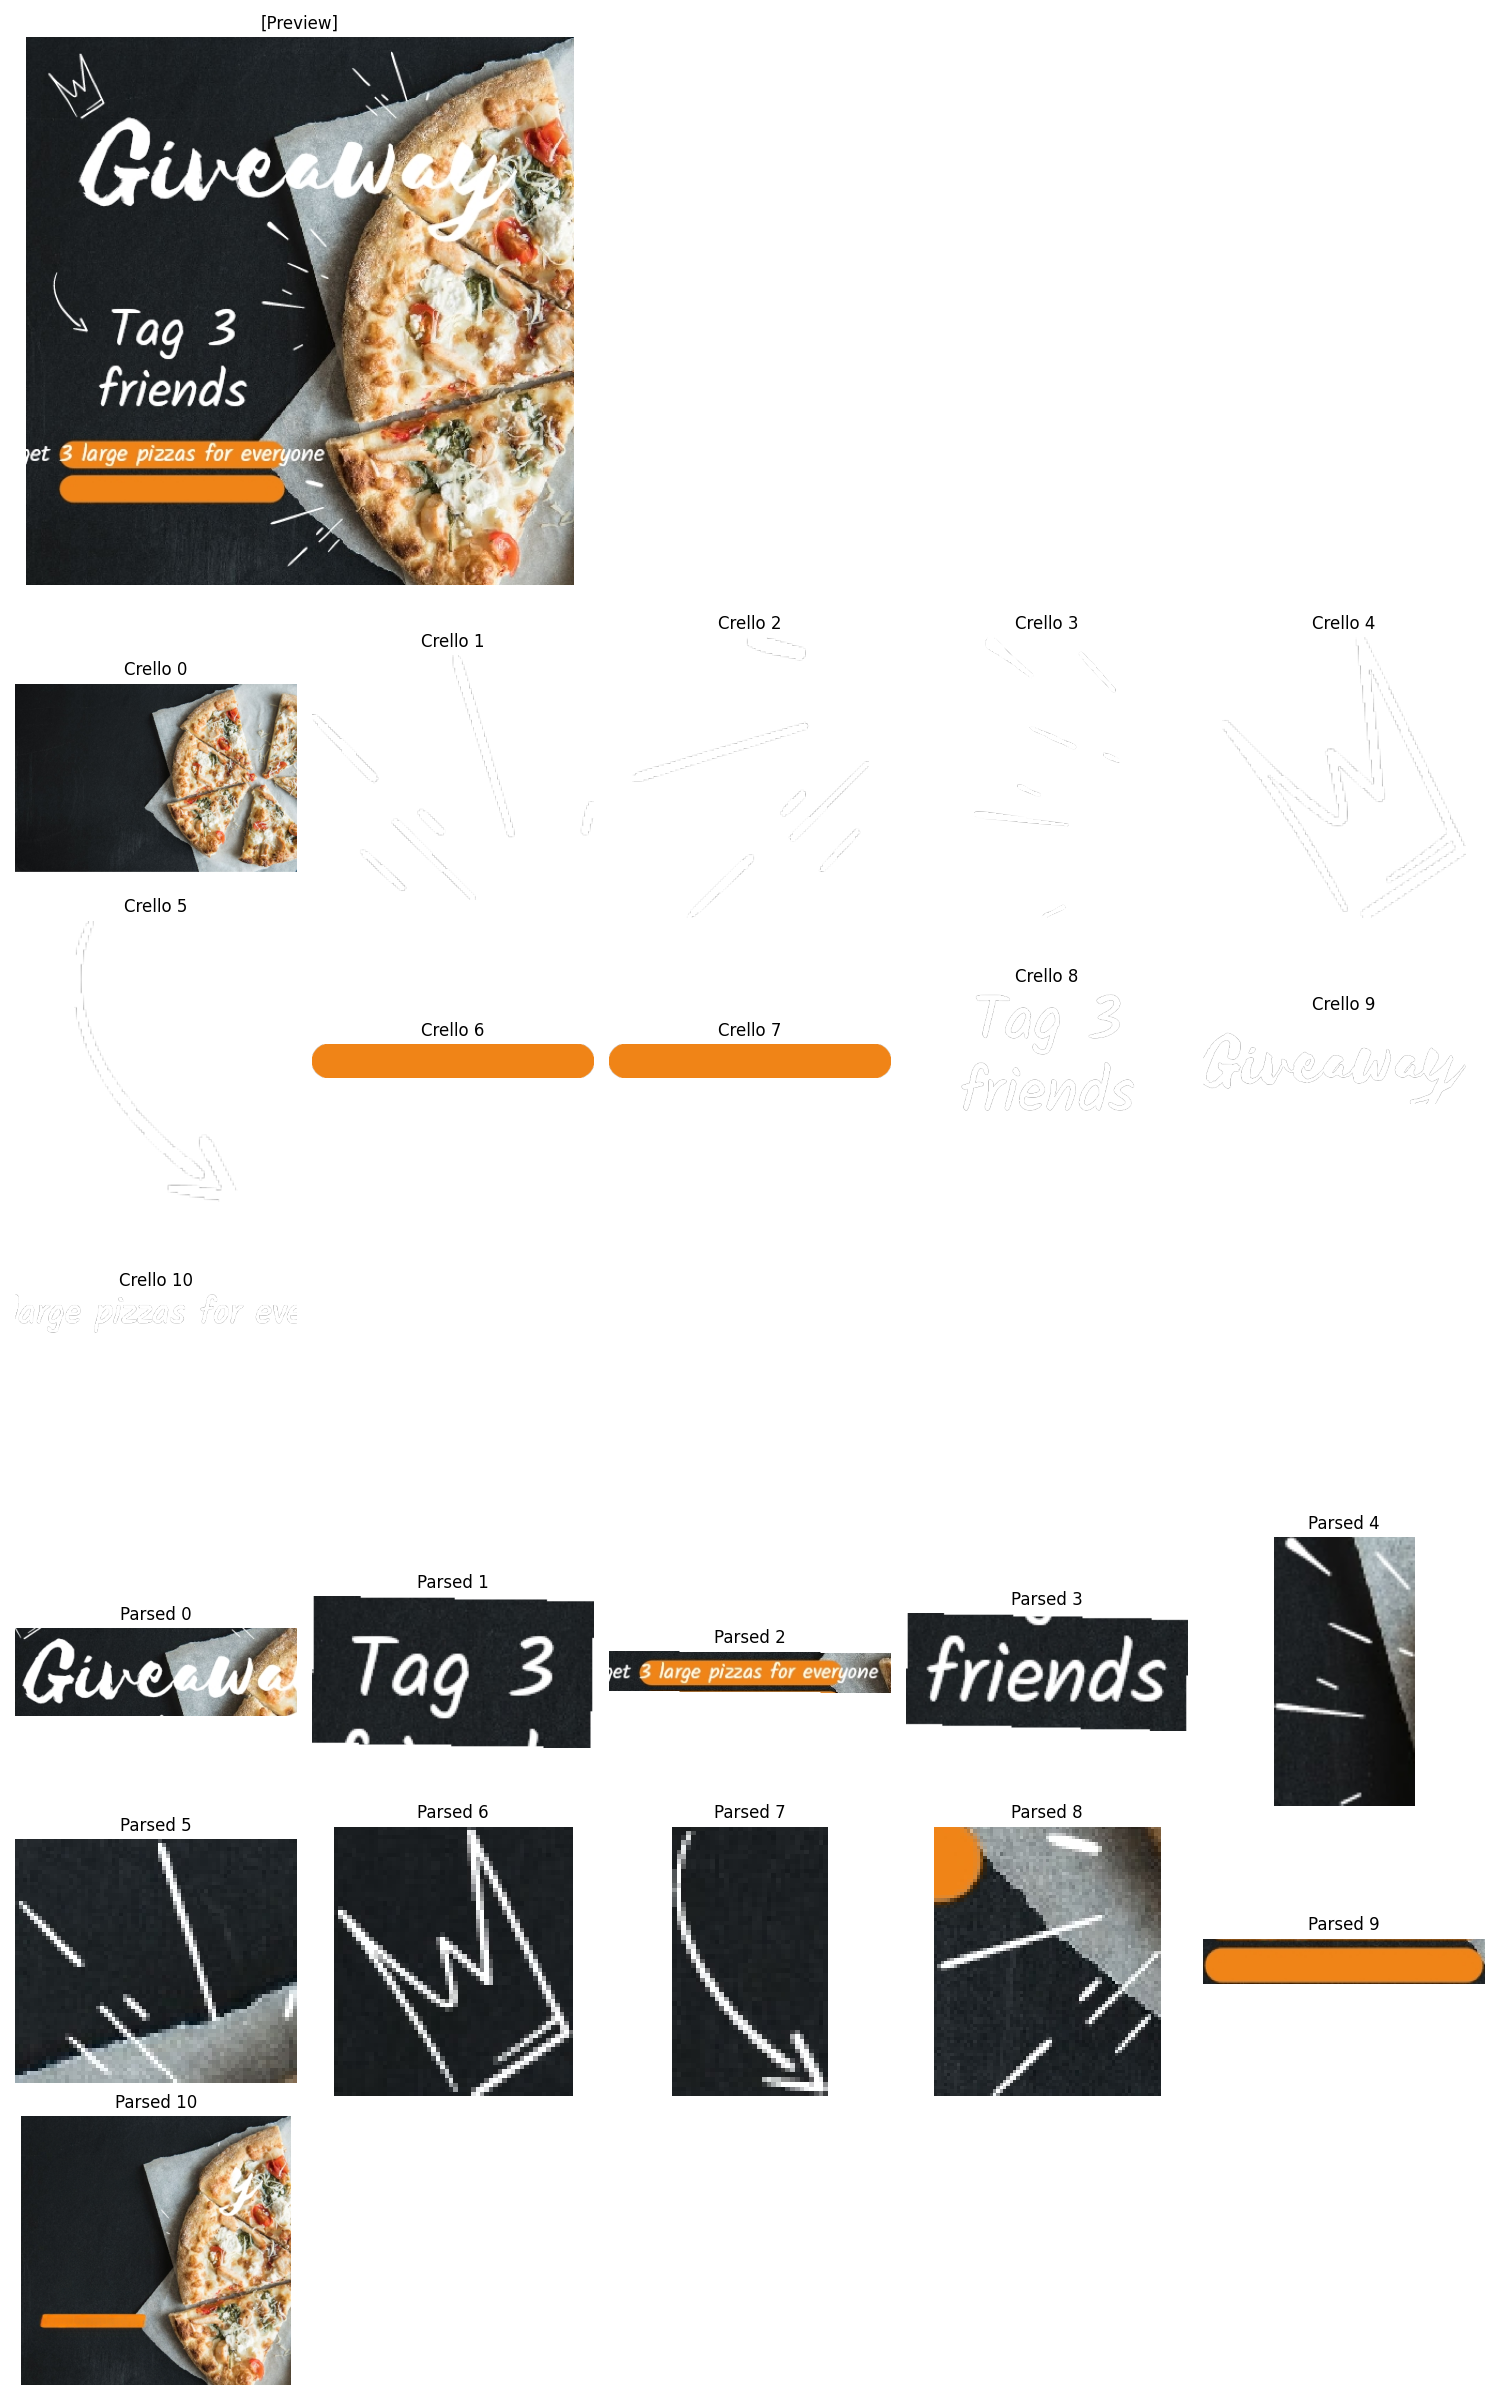 [Preview]
Giveaway
Tag 3
friends
get 3 large pizzas for everyone
Crello 0
Crello 1
Crello 2
Crello 3
Crello 4
Crello 5
Crello 6
Crello 7
Crello 8
Tag 3
friends
Crello 9
Giveaway
Crello 10
large pizzas for eve
Parsed 0
Giveawa
Parsed 1
Tag 3
Parsed 2
get 3 large pizzas for everyone
Parsed 3
friends
Parsed 4
Parsed 5
Parsed 6
Parsed 7
Parsed 8
Parsed 9
Parsed 10
y